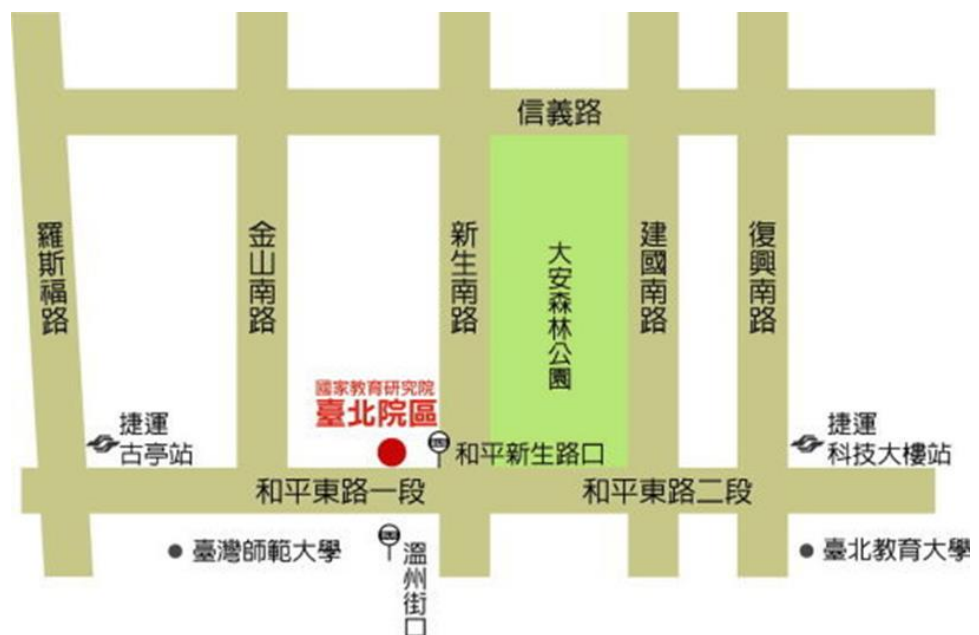 信義路
羅斯福路
金山南路
新生南路
大安森林公園
建國南路
復興南路
國家教育研究院
臺北院區
捷運
古亭站
和平新生路口
捷運
科技大樓站
和平東路一段
和平東路二段
臺灣師範大學
溫州街口
臺北教育大學